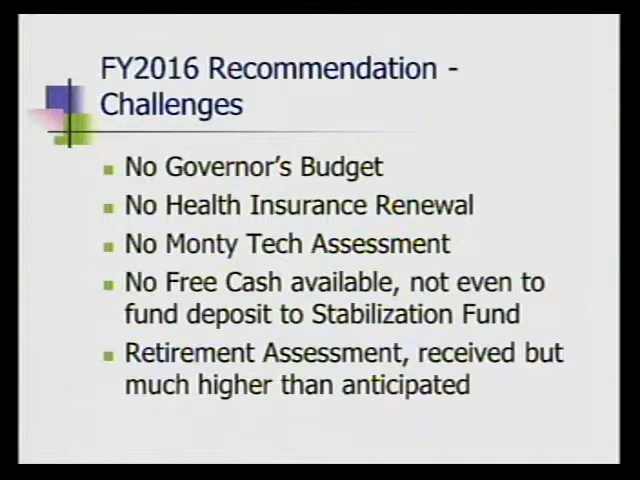 FY2016 Recommendation -
Challenges
No Governor's Budget
No Health Insurance Renewal
No Monty Tech Assessment
No Free Cash available, not even to
fund deposit to Stabilization Fund
Retirement Assessment, received but
much higher than anticipated